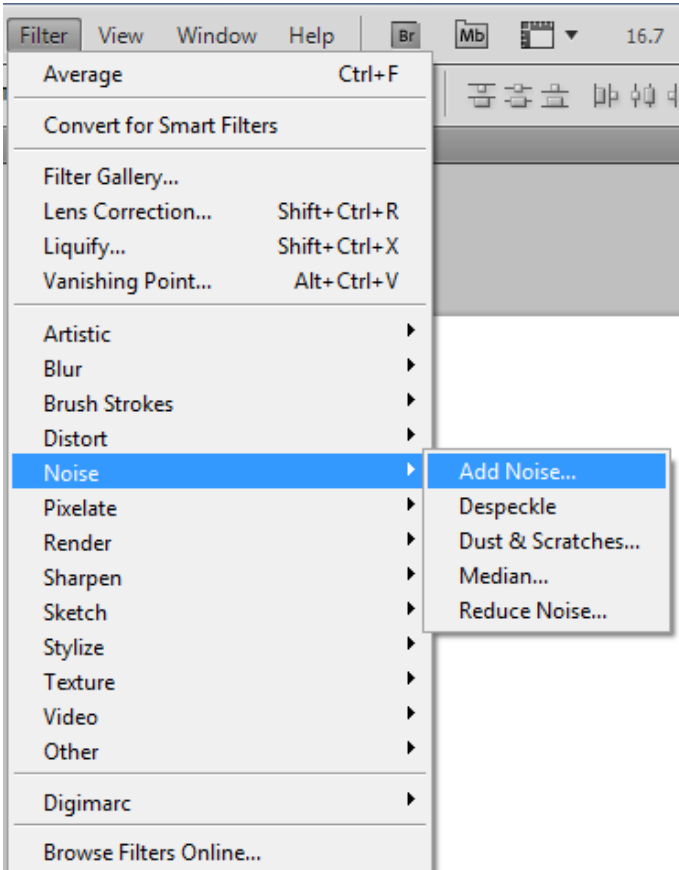 Filter View Window Help Br Mb 16.7
Average Ctrl+F
Convert for Smart Filters
Filter Gallery...
Lens Correction... Shift+Ctrl+R
Liquify... Shift+Ctrl+X
Vanishing Point... Alt+Ctrl+V
Artistic
Blur
Brush Strokes
Distort
Noise
Add Noise...
Pixelate
Despeckle
Render
Dust & Scratches...
Sharpen
Median...
Sketch
Reduce Noise...
Stylize
Texture
Video
Other
Digimarc
Browse Filters Online...